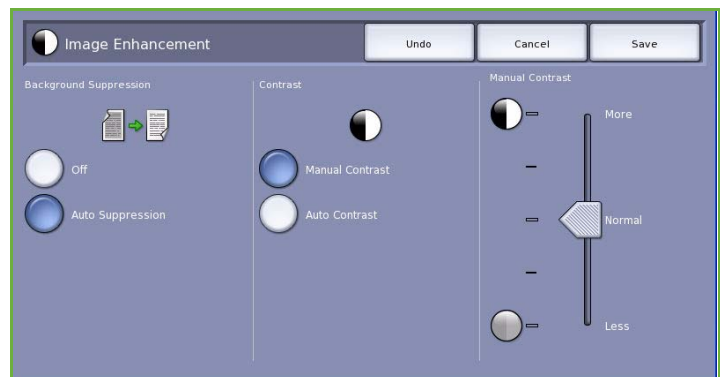 Image Enhancement
Undo
Cancel
Save
Background Suppression
Off
Auto Suppression
Contrast
Manual Contrast
Auto Contrast
Manual Contrast
More
Normal
Less